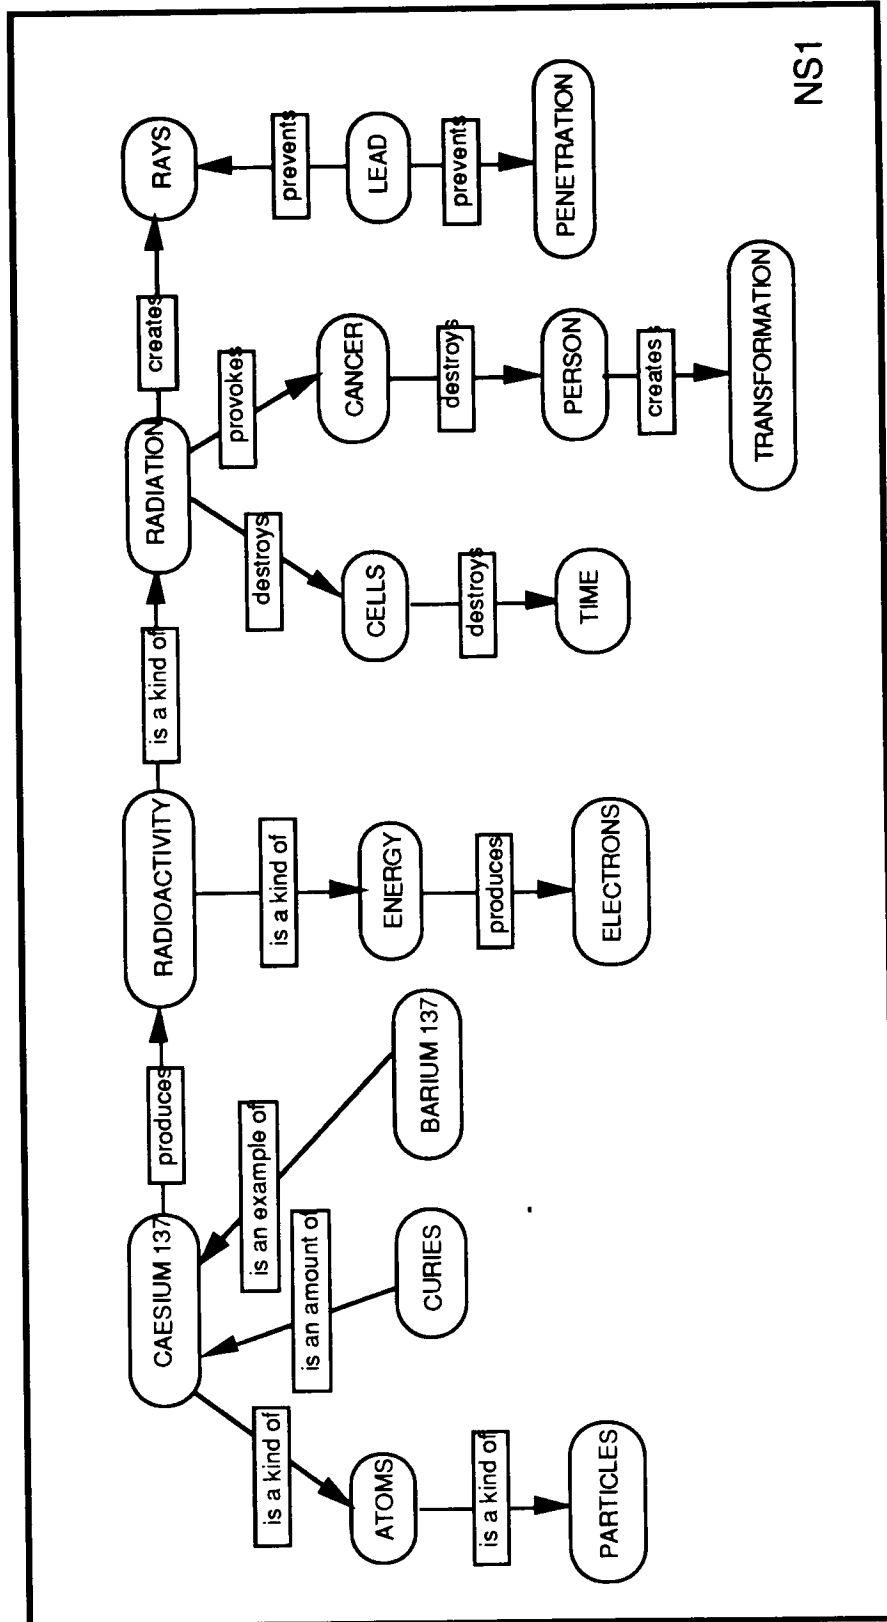 CAESIUM 137
produces
RADIOACTIVITY
is a kind of
RADIATION
creates
RAYS
is a kind of
is an amount of
is an example of
is a kind of
destroys
provokes
prevents
ATOMS
CURIES
BARIUM 137
ENERGY
CELLS
CANCER
LEAD
is a kind of
produces
destroys
destroys
prevents
PARTICLES
ELECTRONS
TIME
PERSON
PENETRATION
creates
TRANSFORMATION
NS1